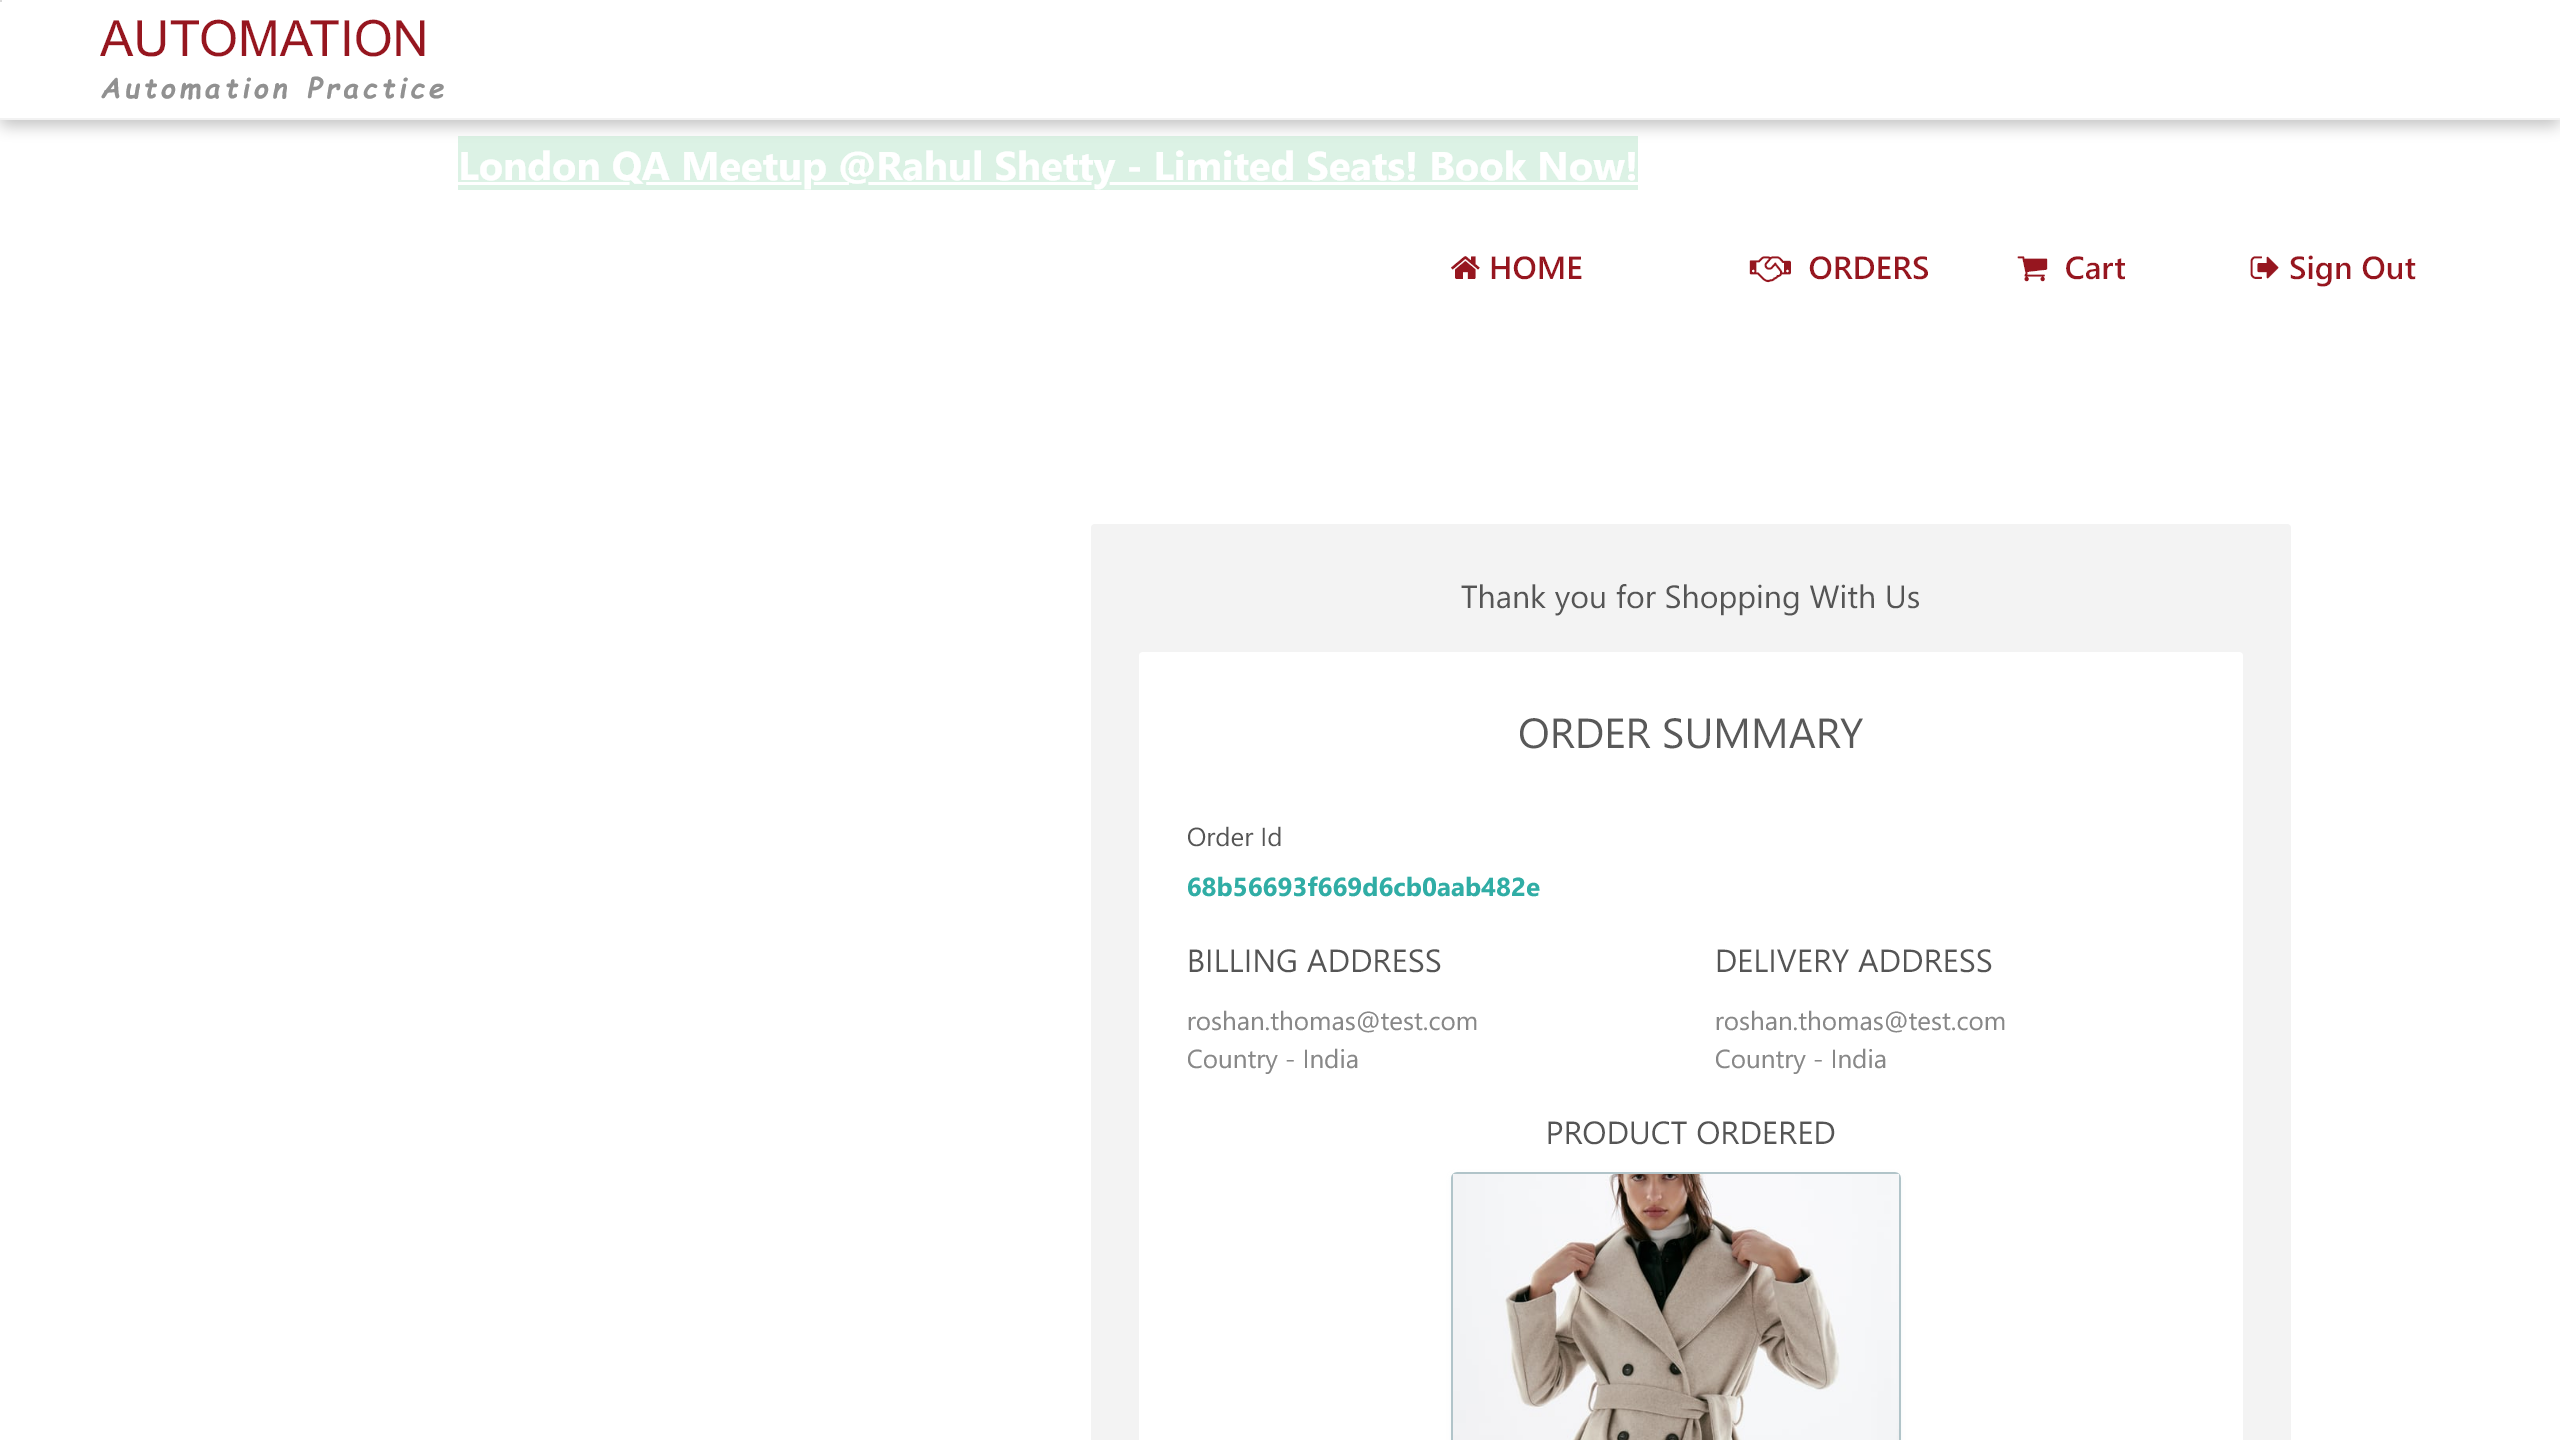 AUTOMATION
Automation Practice
London QA Meetup @Rahul Shetty - Limited Seats! Book Now!
HOME ORDERS Cart Sign Out
Thank you for Shopping With Us
ORDER SUMMARY
Order Id
68b56693f669d6cb0aab482e
BILLING ADDRESS DELIVERY ADDRESS
roshan.thomas@test.com roshan.thomas@test.com
Country - India Country - India
PRODUCT ORDERED